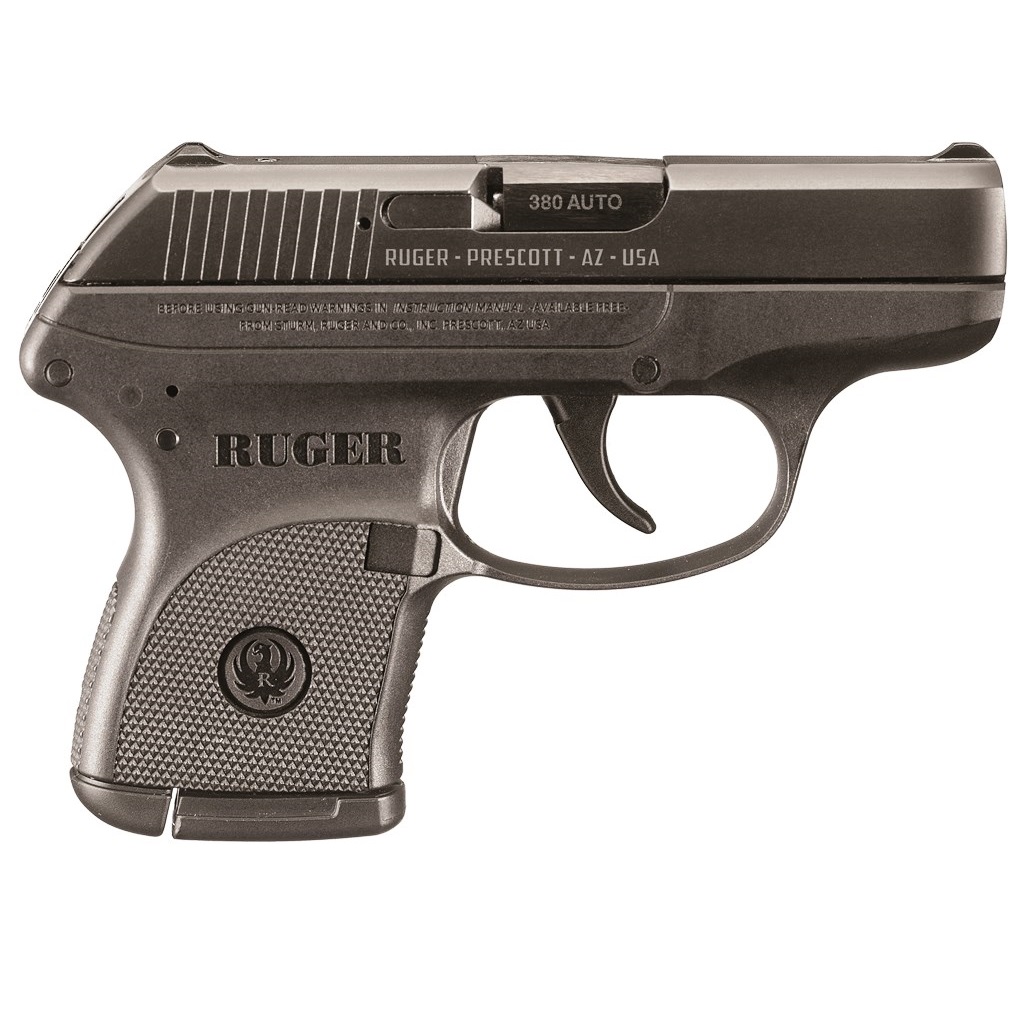 380 AUTO
RUGER - PRESCOTT - AZ - USA
BEFORE USING GUN READ WARNINGS IN INSTRUCTION MANUAL - AVAILABLE FREE -
FROM STURM, RUGER AND CO., INC. PRESCOTT, AZ USA
RUGER
R
TM